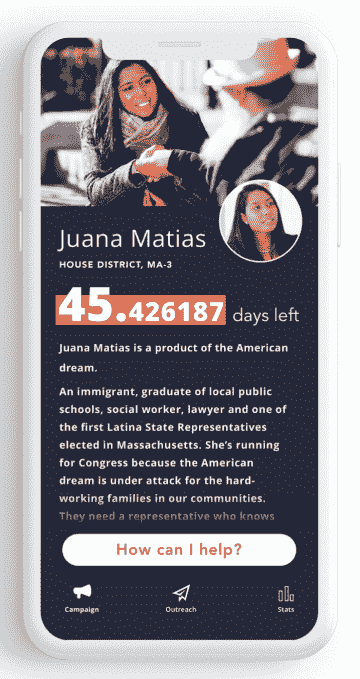 Juana Matias
HOUSE DISTRICT, MA-3
45.426187 days left
Juana Matias is a product of the American
dream.
An immigrant, graduate of local public
schools, social worker, lawyer and one of
the first Latina State Representatives
elected in Massachusetts. She's running
for Congress because the American
dream is under attack for the hard-
working families in our communities.
They need a representative who knows
How can I help?
Campaign Outreach Stats